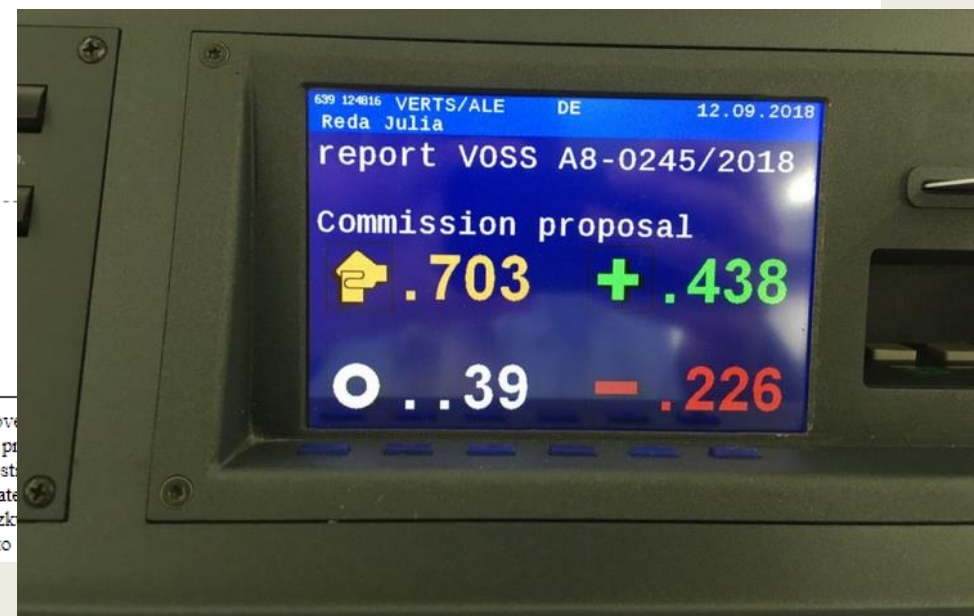 639 124816 VERTS/ALE DE 12.09.2018
Reda Julia
report VOSS A8-0245/2018
Commission proposal
.703 + .438
O ..39 - .226